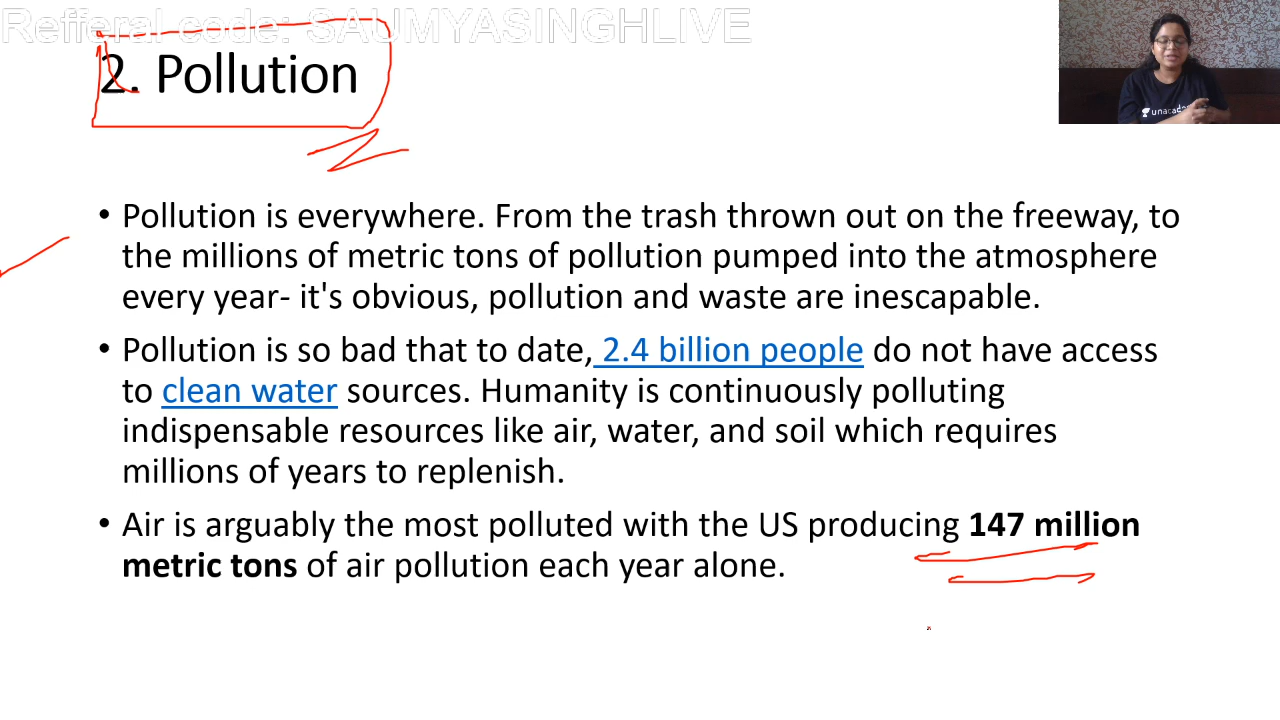 Refferal code: SAUMYASINGHLIVE
2. Pollution
• Pollution is everywhere. From the trash thrown out on the freeway, to
the millions of metric tons of pollution pumped into the atmosphere
every year- it's obvious, pollution and waste are inescapable.
• Pollution is so bad that to date, 2.4 billion people do not have access
to clean water sources. Humanity is continuously polluting
indispensable resources like air, water, and soil which requires
millions of years to replenish.
• Air is arguably the most polluted with the US producing 147 million
metric tons of air pollution each year alone.